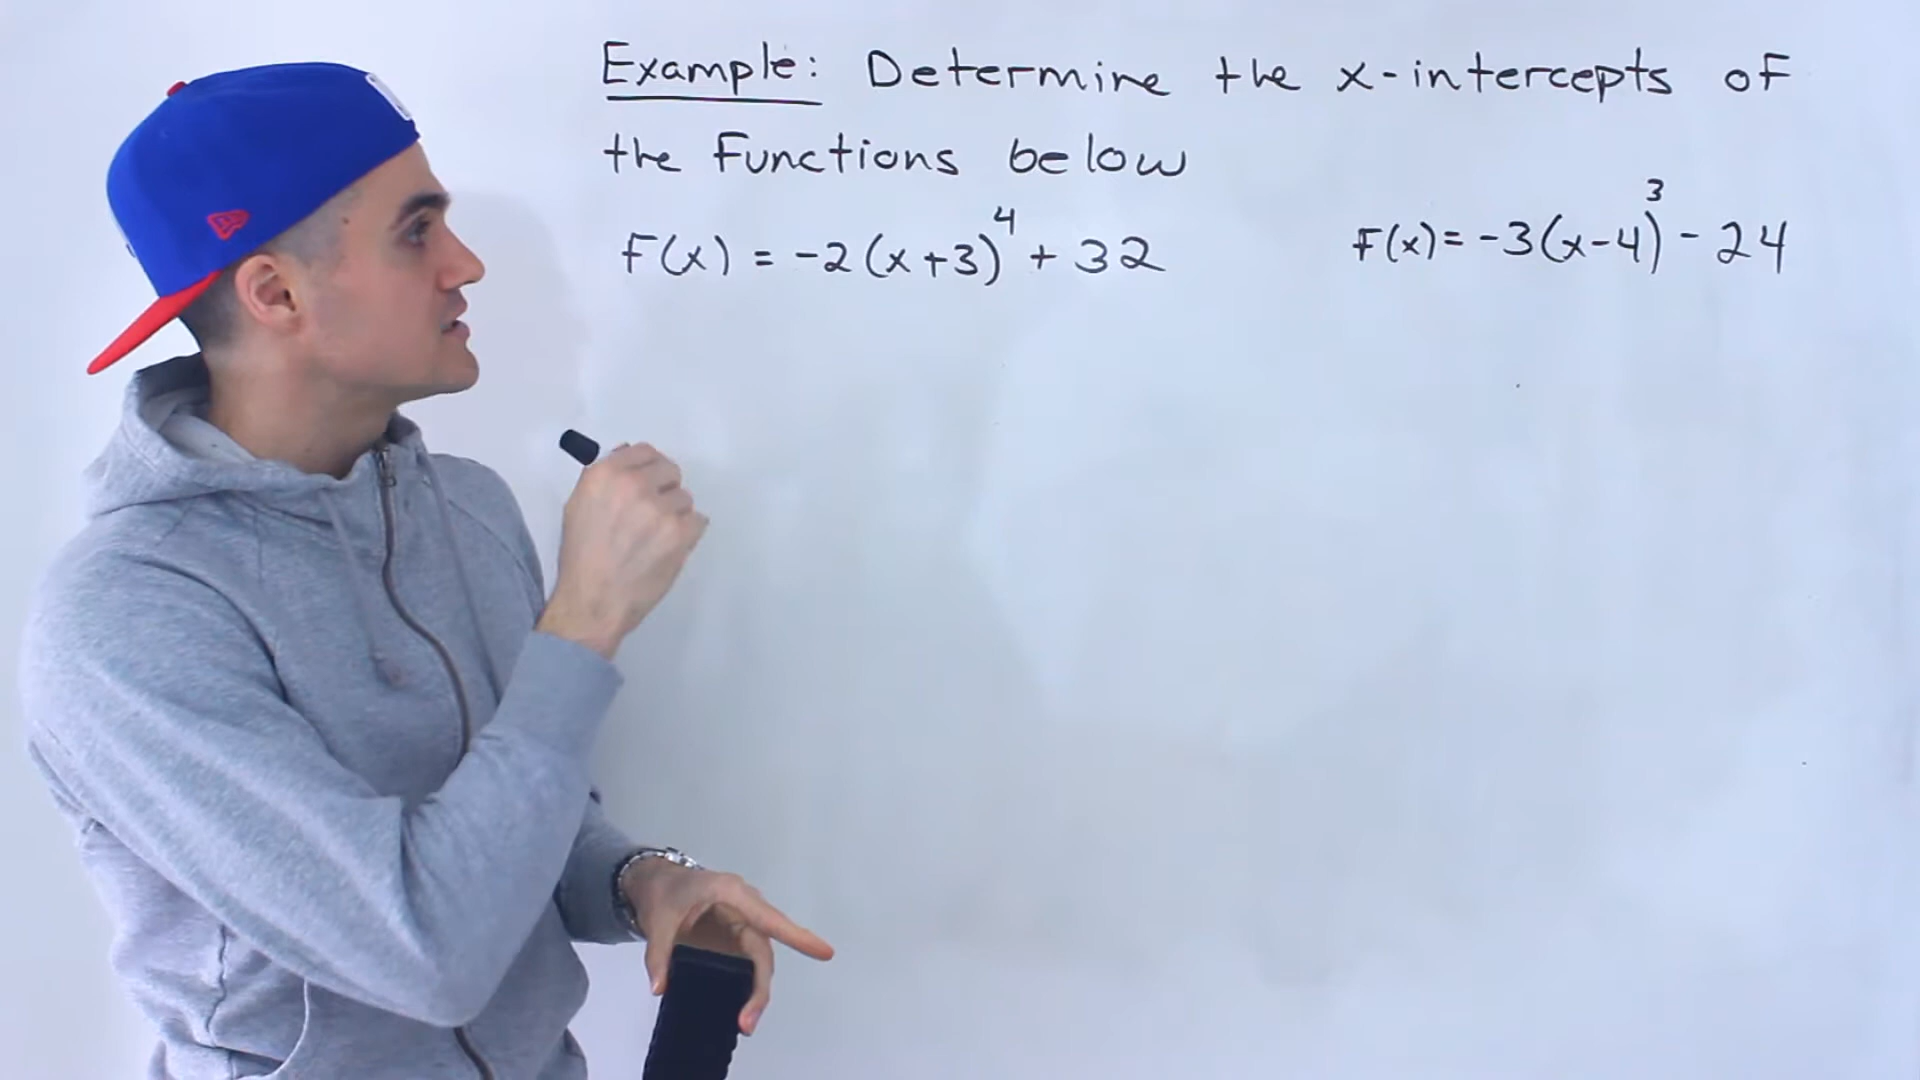 Example: Determine the x-intercepts of
the functions below
F(x) = -2(x+3)⁴ + 32
F(x) = -3(x-4)³ - 24